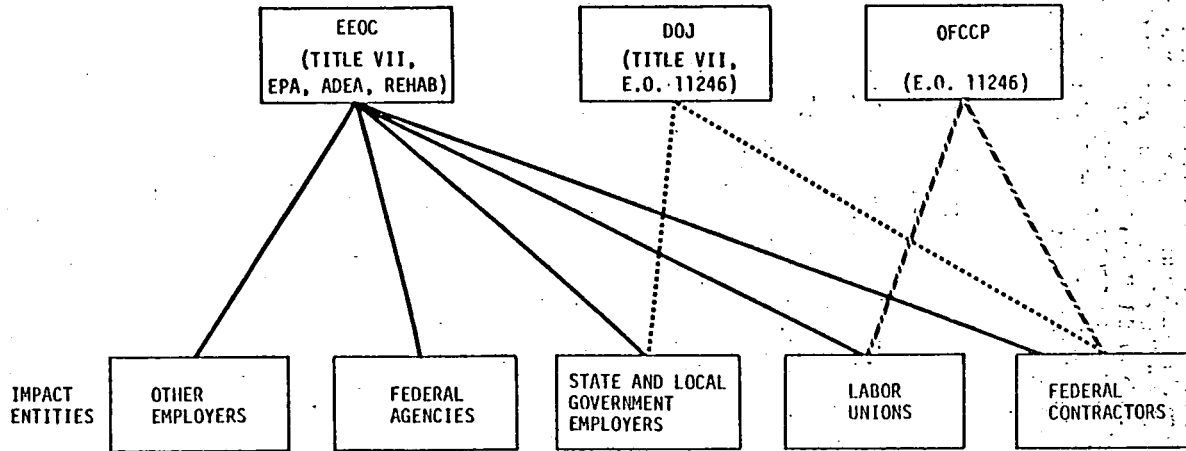 EEOC
(TITLE VII,
EPA, ADEA, REHAB)
DOJ
(TITLE VII,
E.O. 11246)
OFCCP
(E.O. 11246)
IMPACT
ENTITIES
OTHER
EMPLOYERS
FEDERAL
AGENCIES
STATE AND LOCAL
GOVERNMENT
EMPLOYERS
LABOR
UNIONS
FEDERAL
CONTRACTORS